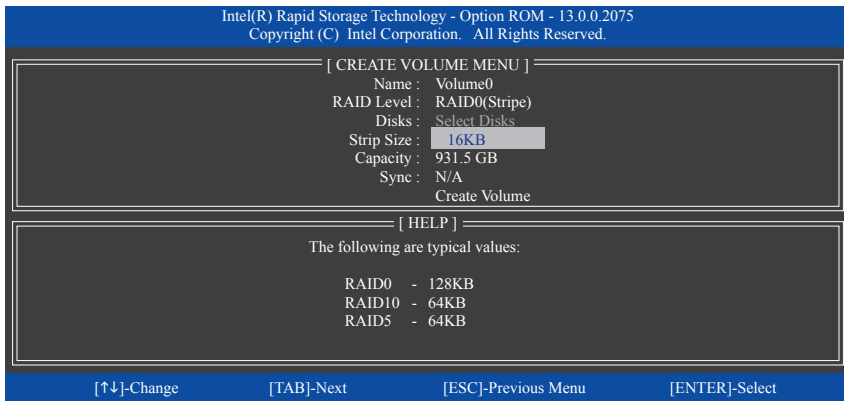 Intel(R) Rapid Storage Technology - Option ROM - 13.0.0.2075
Copyright (C) Intel Corporation. All Rights Reserved.
[ CREATE VOLUME MENU ]
Name : Volume0
RAID Level : RAID0(Stripe)
Disks : Select Disks
Strip Size : 16KB
Capacity : 931.5 GB
Sync : N/A
Create Volume
[ HELP ]
The following are typical values:
RAID0 - 128KB
RAID10 - 64KB
RAID5 - 64KB
[↑↓]-Change [TAB]-Next [ESC]-Previous Menu [ENTER]-Select